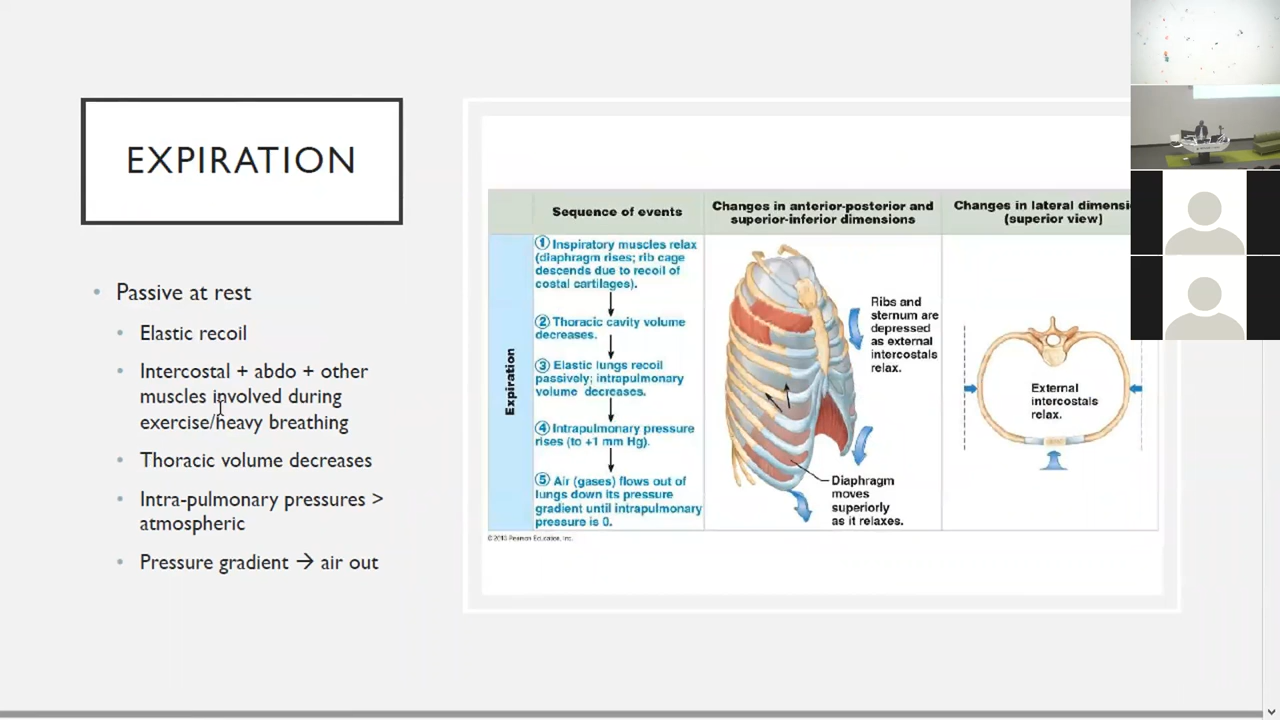 EXPIRATION
Passive at rest
Elastic recoil
Intercostal + abdo + other
muscles involved during
exercise/heavy breathing
Thoracic volume decreases
Intra-pulmonary pressures >
atmospheric
Pressure gradient → air out
Sequence of events
Changes in anterior-posterior and
superior-inferior dimensions
Changes in lateral dimensi
(superior view)
Expiration
① Inspiratory muscles relax
(diaphragm rises; rib cage
descends due to recoil of
costal cartilages).
② Thoracic cavity volume
decreases.
③ Elastic lungs recoil
passively; intrapulmonary
volume decreases.
④ Intrapulmonary pressure
rises (to +1 mm Hg).
⑤ Air (gases) flows out of
lungs down its pressure
gradient until intrapulmonary
pressure is 0.
Ribs and
sternum are
depressed
as external
intercostals
relax.
Diaphragm
moves
superiorly
as it relaxes.
External
intercostals
relax.
© 2013 Pearson Education, Inc.